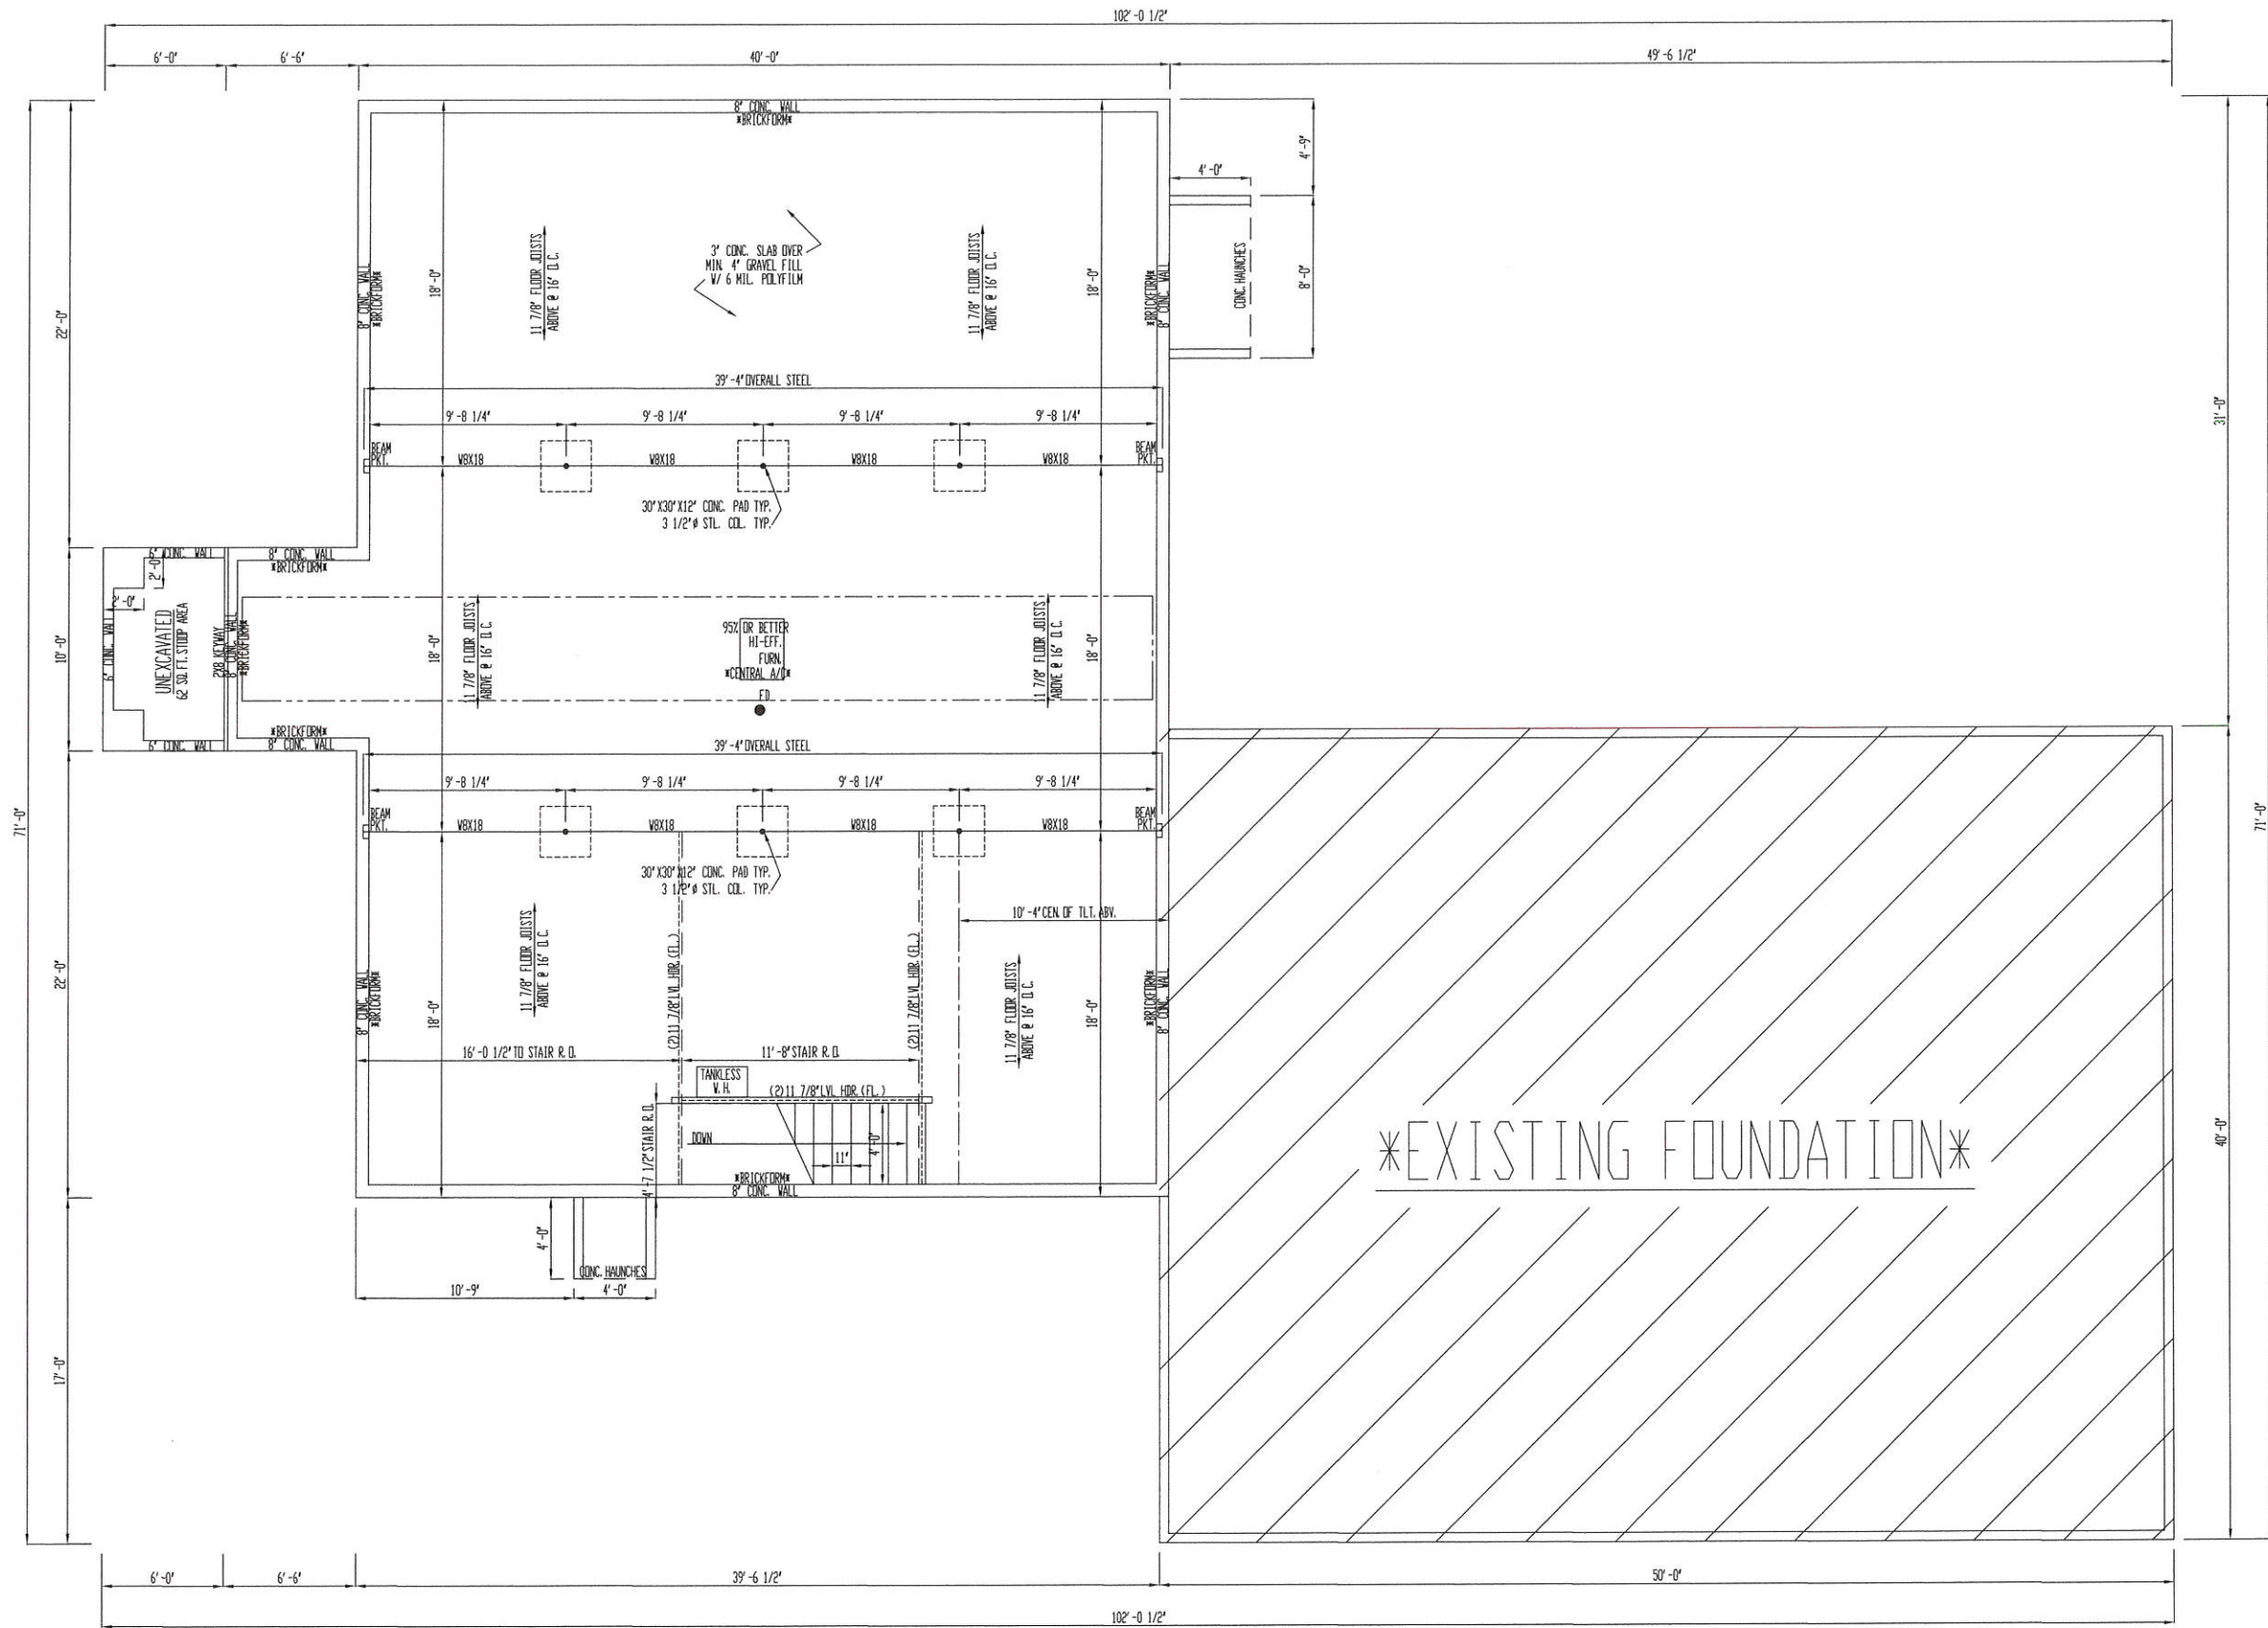 102'-0 1/2"
6'-0"
6'-6"
40'-0"
49'-6 1/2"
8" CONC. WALL
*BRICKFORM*
4'-9"
4'-0"
8'-0"
CONC. HAUNCHES
3" CONC. SLAB OVER
MIN. 4" GRAVEL FILL
W/ 6 MIL. POLYFILM
11 7/8" FLOOR JOISTS
ABOVE @ 16" O.C.
11 7/8" FLOOR JOISTS
ABOVE @ 16" O.C.
18'-0"
18'-0"
8" CONC. WALL
*BRICKFORM*
*BRICKFORM*
8" CONC. WALL
22'-0"
31'-0"
39'-4" OVERALL STEEL
9'-8 1/4"
9'-8 1/4"
9'-8 1/4"
9'-8 1/4"
BEAM
PKT.
W8X18
W8X18
W8X18
W8X18
BEAM
PKT.
30"X30"X12" CONC. PAD TYP.
3 1/2"ø STL. COL. TYP.
6" CONC. WALL
2'-0"
8" CONC. WALL
*BRICKFORM*
2'-0"
6" CONC. WALL
UNEXCAVATED
62 SQ.FT. STOOP AREA
2X8 KEYWAY
8" CONC. WALL
*BRICKFORM*
10'-0"
18'-0"
11 7/8" FLOOR JOISTS
ABOVE @ 16" O.C.
95% OR BETTER
HI-EFF.
FURN.
*CENTRAL A/C*
FD
11 7/8" FLOOR JOISTS
ABOVE @ 16" O.C.
18'-0"
*BRICKFORM*
8" CONC. WALL
6" CONC. WALL
39'-4" OVERALL STEEL
9'-8 1/4"
9'-8 1/4"
9'-8 1/4"
9'-8 1/4"
BEAM
PKT.
W8X18
W8X18
W8X18
W8X18
BEAM
PKT.
71'-0"
71'-0"
30"X30"X12" CONC. PAD TYP.
3 1/2"ø STL. COL. TYP.
10'-4" CEN. OF TLT. ABV.
11 7/8" FLOOR JOISTS
ABOVE @ 16" O.C.
(2)11 7/8" LVL HDR. (FL.)
(2)11 7/8" LVL HDR. (FL.)
11 7/8" FLOOR JOISTS
ABOVE @ 16" O.C.
22'-0"
8" CONC. WALL
*BRICKFORM*
18'-0"
18'-0"
*BRICKFORM*
8" CONC. WALL
16'-0 1/2" TO STAIR R.O.
11'-8" STAIR R.O.
TANKLESS
W.H.
(2)11 7/8" LVL HDR. (FL.)
4'-7 1/2" STAIR R.O.
DOWN
11"
4'-0"
*BRICKFORM*
8" CONC. WALL
*EXISTING FOUNDATION*
40'-0"
4'-0"
CONC. HAUNCHES
10'-9"
4'-0"
17'-0"
6'-0"
6'-6"
39'-6 1/2"
50'-0"
102'-0 1/2"